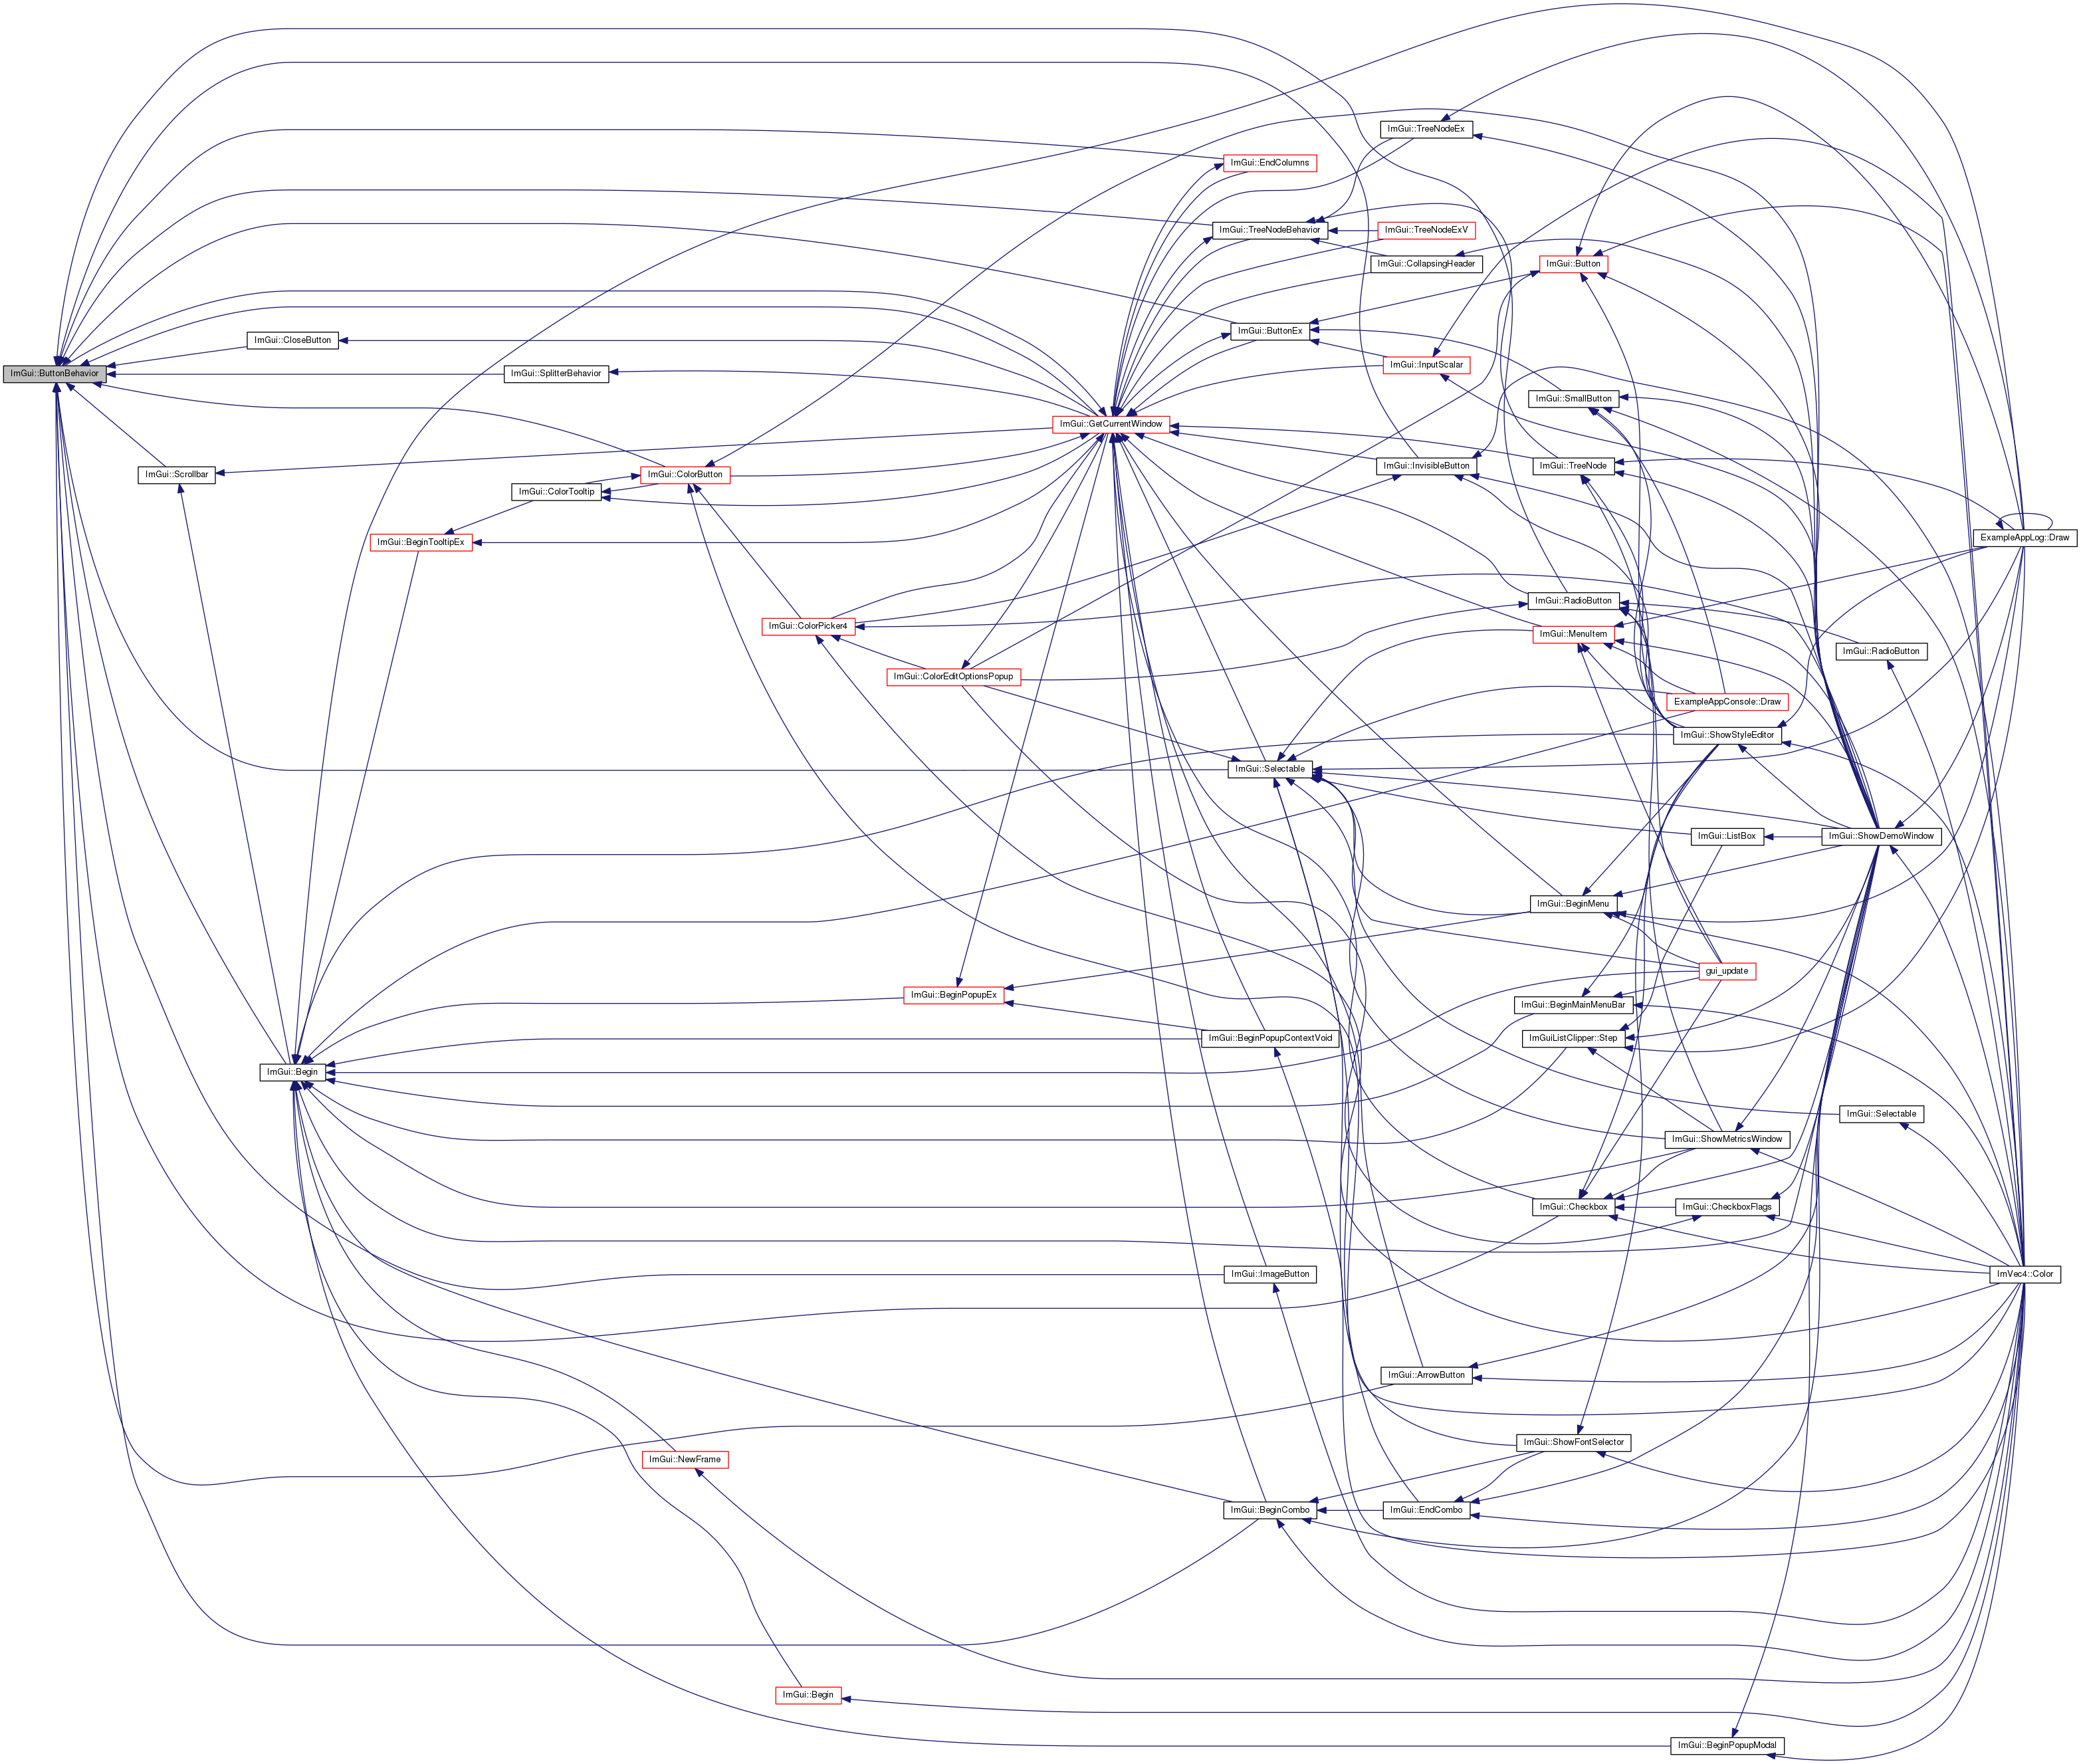 ImGui::TreeNodeEx
ImGui::EndColumns
ImGui::TreeNodeBehavior
ImGui::TreeNodeExV
ImGui::CollapsingHeader
ImGui::Button
ImGui::ButtonEx
ImGui::CloseButton
ImGui::ButtonBehavior
ImGui::SplitterBehavior
ImGui::InputScalar
ImGui::SmallButton
ImGui::GetCurrentWindow
ImGui::Scrollbar
ImGui::ColorButton
ImGui::InvisibleButton
ImGui::TreeNode
ImGui::ColorTooltip
ImGui::BeginTooltipEx
ExampleAppLog::Draw
ImGui::RadioButton
ImGui::ColorPicker4
ImGui::MenuItem
ImGui::RadioButton
ImGui::ColorEditOptionsPopup
ExampleAppConsole::Draw
ImGui::ShowStyleEditor
ImGui::Selectable
ImGui::ListBox
ImGui::ShowDemoWindow
ImGui::BeginMenu
gui_update
ImGui::BeginPopupEx
ImGui::BeginMainMenuBar
ImGui::BeginPopupContextVoid
ImGuiListClipper::Step
ImGui::Begin
ImGui::Selectable
ImGui::ShowMetricsWindow
ImGui::Checkbox
ImGui::CheckboxFlags
ImGui::ImageButton
ImVec4::Color
ImGui::ArrowButton
ImGui::ShowFontSelector
ImGui::NewFrame
ImGui::BeginCombo
ImGui::EndCombo
ImGui::Begin
ImGui::BeginPopupModal